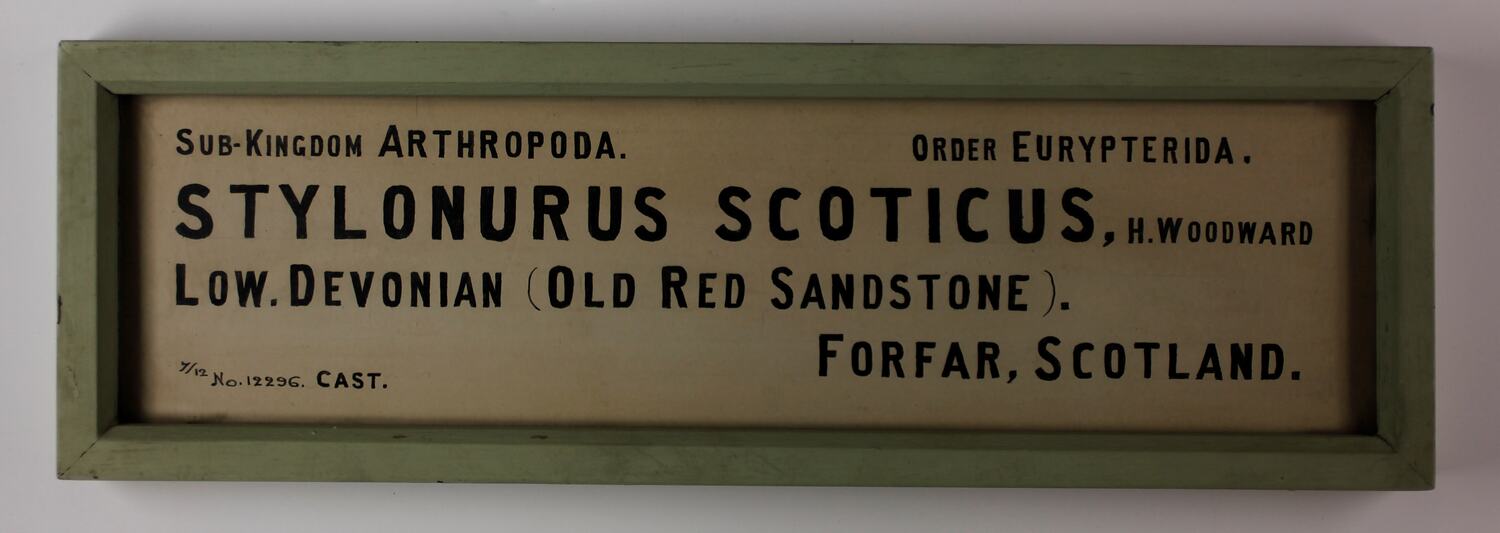 SUB-KINGDOM ARTHROPODA. ORDER EURYPTERIDA.
STYLONURUS SCOTICUS, H. WOODWARD
LOW. DEVONIAN (OLD RED SANDSTONE).
FORFAR, SCOTLAND.
7/12 No. 12296. CAST.